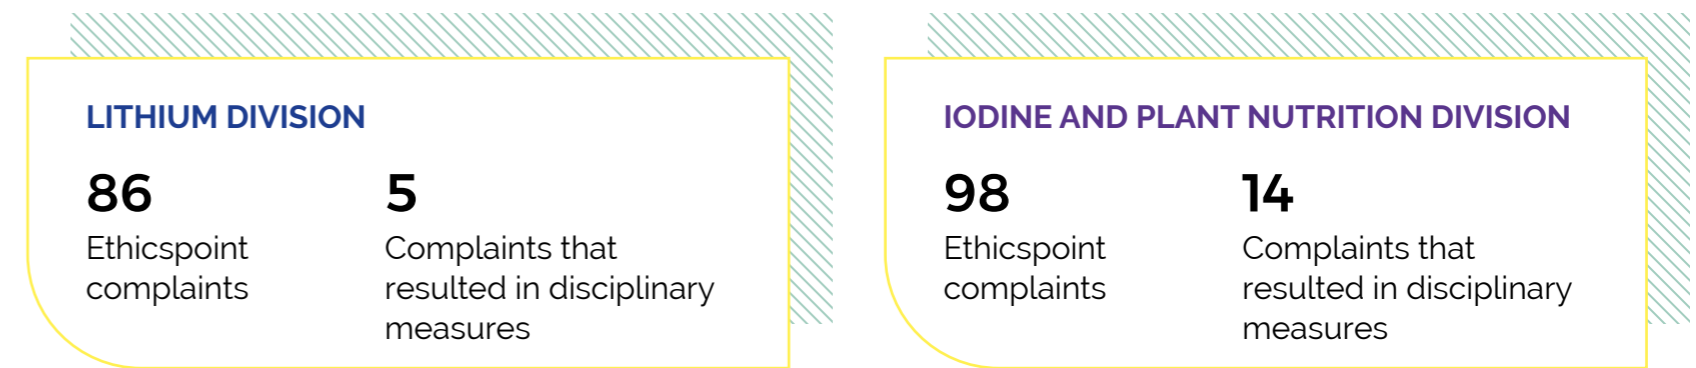 LITHIUM DIVISION
86
Ethicspoint
complaints
5
Complaints that
resulted in disciplinary
measures
IODINE AND PLANT NUTRITION DIVISION
98
Ethicspoint
complaints
14
Complaints that
resulted in disciplinary
measures